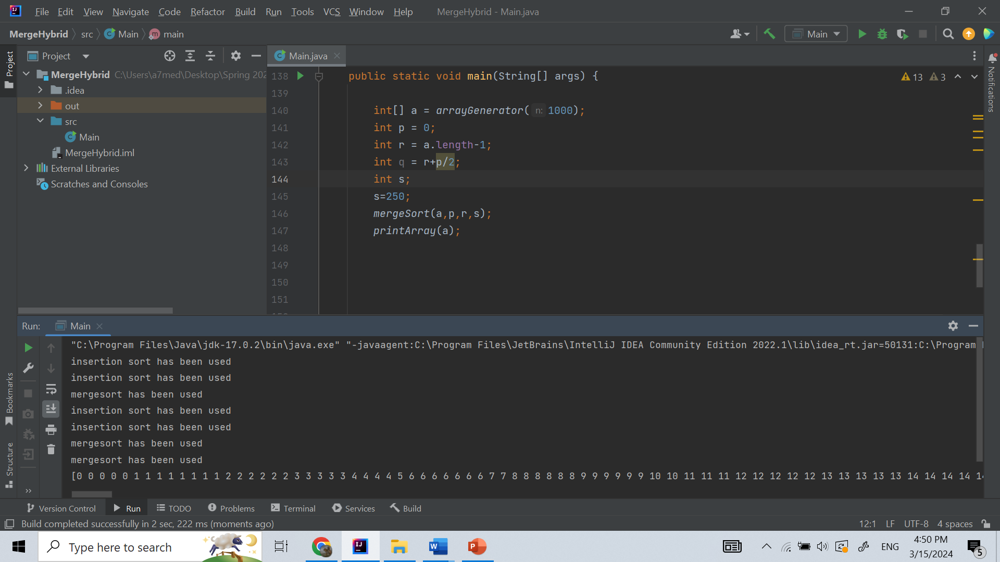 File Edit View Navigate Code Refactor Build Run Tools VCS Window Help MergeHybrid - Main.java
MergeHybrid src Main main Main
Project Main.java
MergeHybrid C:\Users\a7med\Desktop\Spring 202
.idea
out
src
Main
MergeHybrid.iml
External Libraries
Scratches and Consoles
Project
Bookmarks
Structure
Notifications
13 3
138 public static void main(String[] args) {
139
140 int[] a = arrayGenerator( n: 1000);
141 int p = 0;
142 int r = a.length-1;
143 int q = r+p/2;
144 int s;
145 s=250;
146 mergeSort(a,p,r,s);
147 printArray(a);
148
149
150
151
Run: Main
"C:\Program Files\Java\jdk-17.0.2\bin\java.exe" "-javaagent:C:\Program Files\JetBrains\IntelliJ IDEA Community Edition 2022.1\lib\idea_rt.jar=50131:C:\Program
insertion sort has been used
insertion sort has been used
mergesort has been used
insertion sort has been used
insertion sort has been used
mergesort has been used
mergesort has been used
[0 0 0 0 0 1 1 1 1 1 1 1 1 2 2 2 2 2 2 3 3 3 3 3 4 4 4 4 5 6 6 6 6 6 6 6 7 7 8 8 8 8 8 8 9 9 9 9 9 9 10 10 11 11 11 12 12 12 12 12 13 13 13 13 13 14 14 14 14
Version Control Run TODO Problems Terminal Services Build
Build completed successfully in 2 sec, 222 ms (moments ago) 12:1 LF UTF-8 4 spaces
Type here to search
ENG
4:50 PM
3/15/2024
5